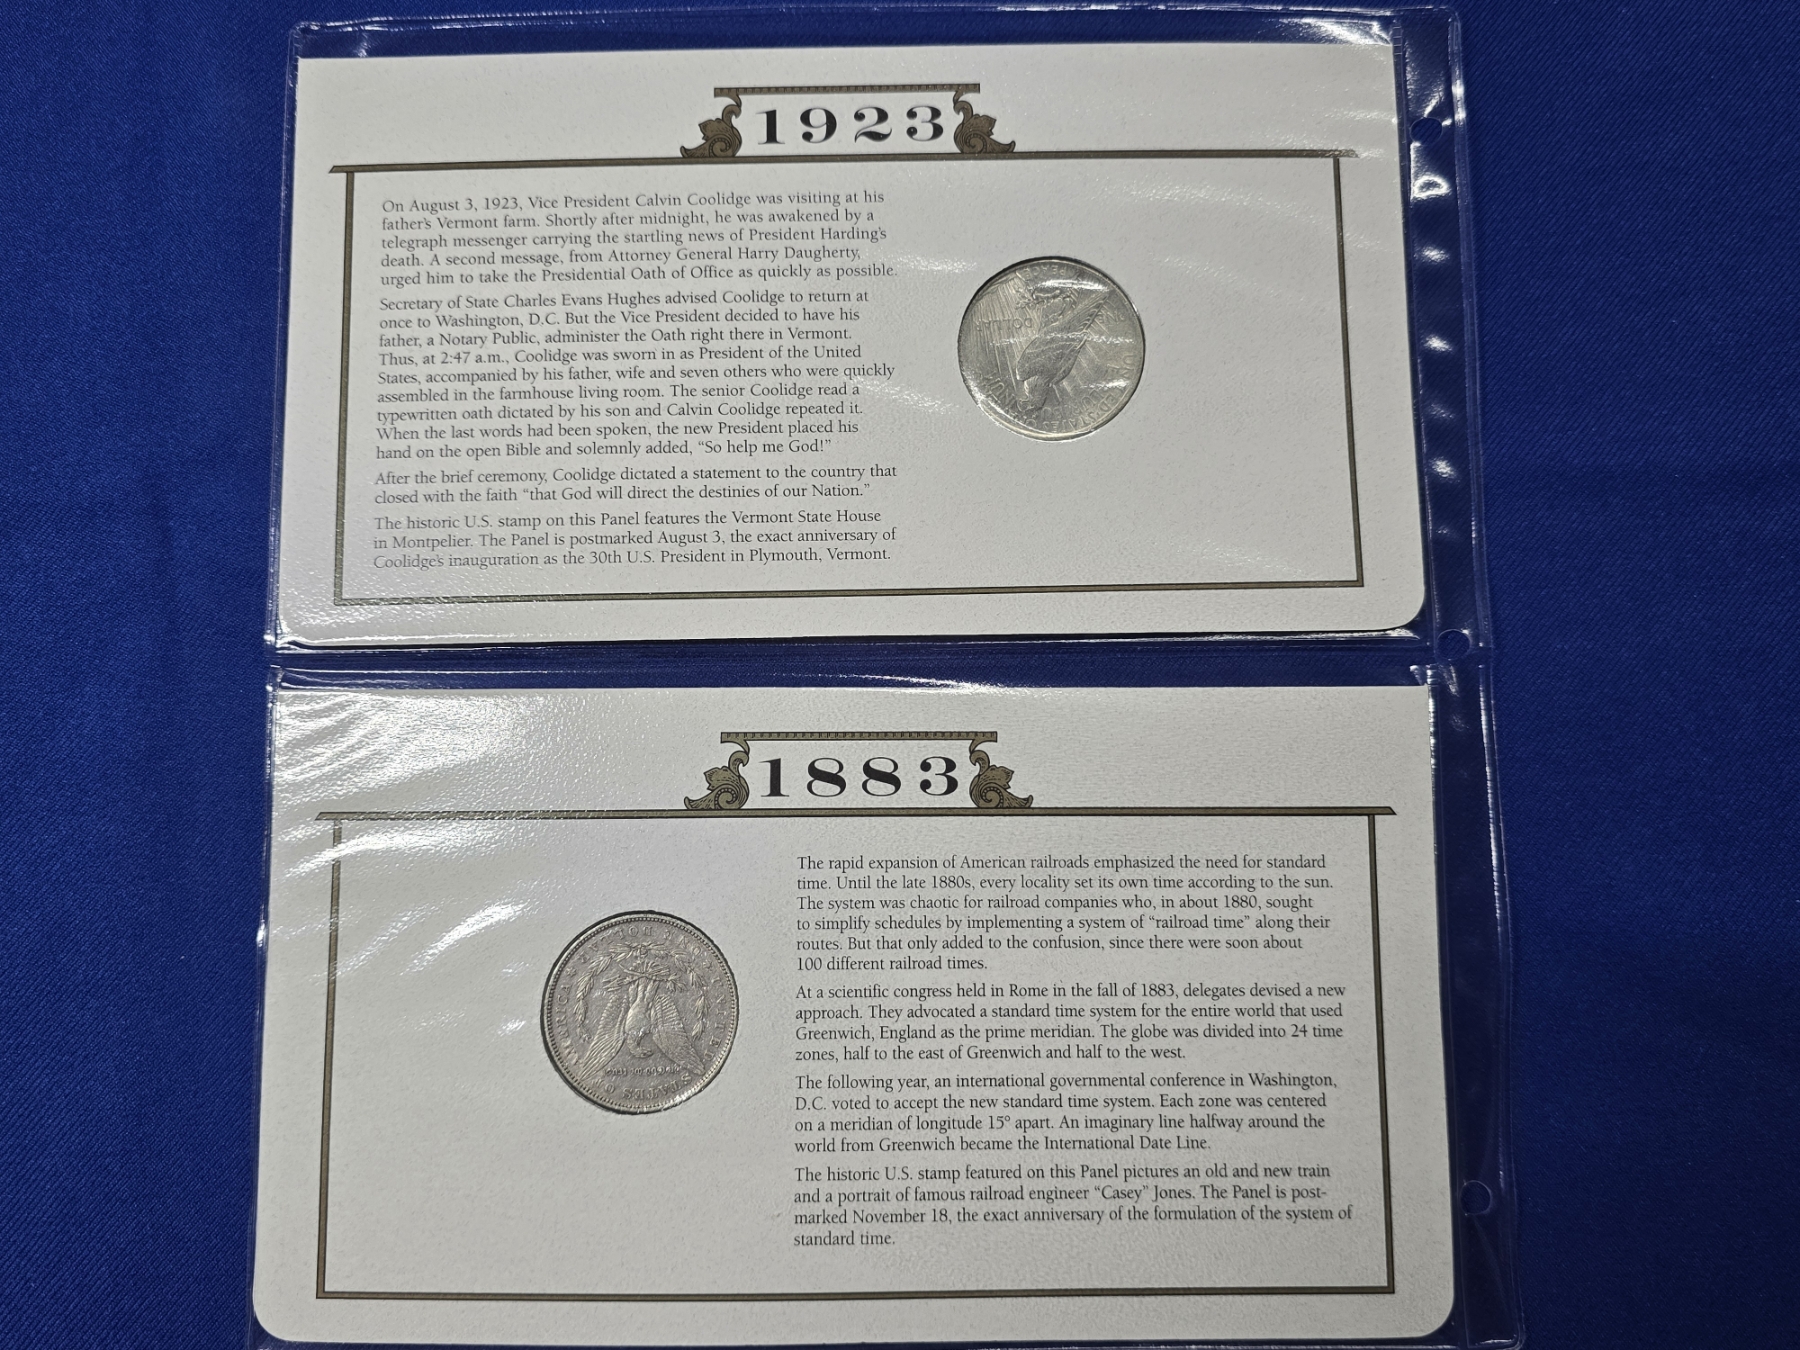 1923
On August 3, 1923, Vice President Calvin Coolidge was visiting at his
father's Vermont farm. Shortly after midnight, he was awakened by a
telegraph messenger carrying the startling news of President Harding's
death. A second message, from Attorney General Harry Daugherty,
urged him to take the Presidential Oath of Office as quickly as possible.
Secretary of State Charles Evans Hughes advised Coolidge to return at
once to Washington, D.C. But the Vice President decided to have his
father, a Notary Public, administer the Oath right there in Vermont.
Thus, at 2:47 a.m., Coolidge was sworn in as President of the United
States, accompanied by his father, wife and seven others who were quickly
assembled in the farmhouse living room. The senior Coolidge read a
typewritten oath dictated by his son and Calvin Coolidge repeated it.
When the last words had been spoken, the new President placed his
hand on the open Bible and solemnly added, “So help me God!”
After the brief ceremony, Coolidge dictated a statement to the country that
closed with the faith “that God will direct the destinies of our Nation.”
The historic U.S. stamp on this Panel features the Vermont State House
in Montpelier. The Panel is postmarked August 3, the exact anniversary of
Coolidge's inauguration as the 30th U.S. President in Plymouth, Vermont.
DOLLAR
UNITED STATES OF
1883
The rapid expansion of American railroads emphasized the need for standard
time. Until the late 1880s, every locality set its own time according to the sun.
The system was chaotic for railroad companies who, in about 1880, sought
to simplify schedules by implementing a system of “railroad time” along their
routes. But that only added to the confusion, since there were soon about
100 different railroad times.
At a scientific congress held in Rome in the fall of 1883, delegates devised a new
approach. They advocated a standard time system for the entire world that used
Greenwich, England as the prime meridian. The globe was divided into 24 time
zones, half to the east of Greenwich and half to the west.
The following year, an international governmental conference in Washington,
D.C. voted to accept the new standard time system. Each zone was centered
on a meridian of longitude 15° apart. An imaginary line halfway around the
world from Greenwich became the International Date Line.
The historic U.S. stamp featured on this Panel pictures an old and new train
and a portrait of famous railroad engineer “Casey” Jones. The Panel is post-
marked November 18, the exact anniversary of the formulation of the system of
standard time.
UNITED STATES OF AMERICA
DOLLAR